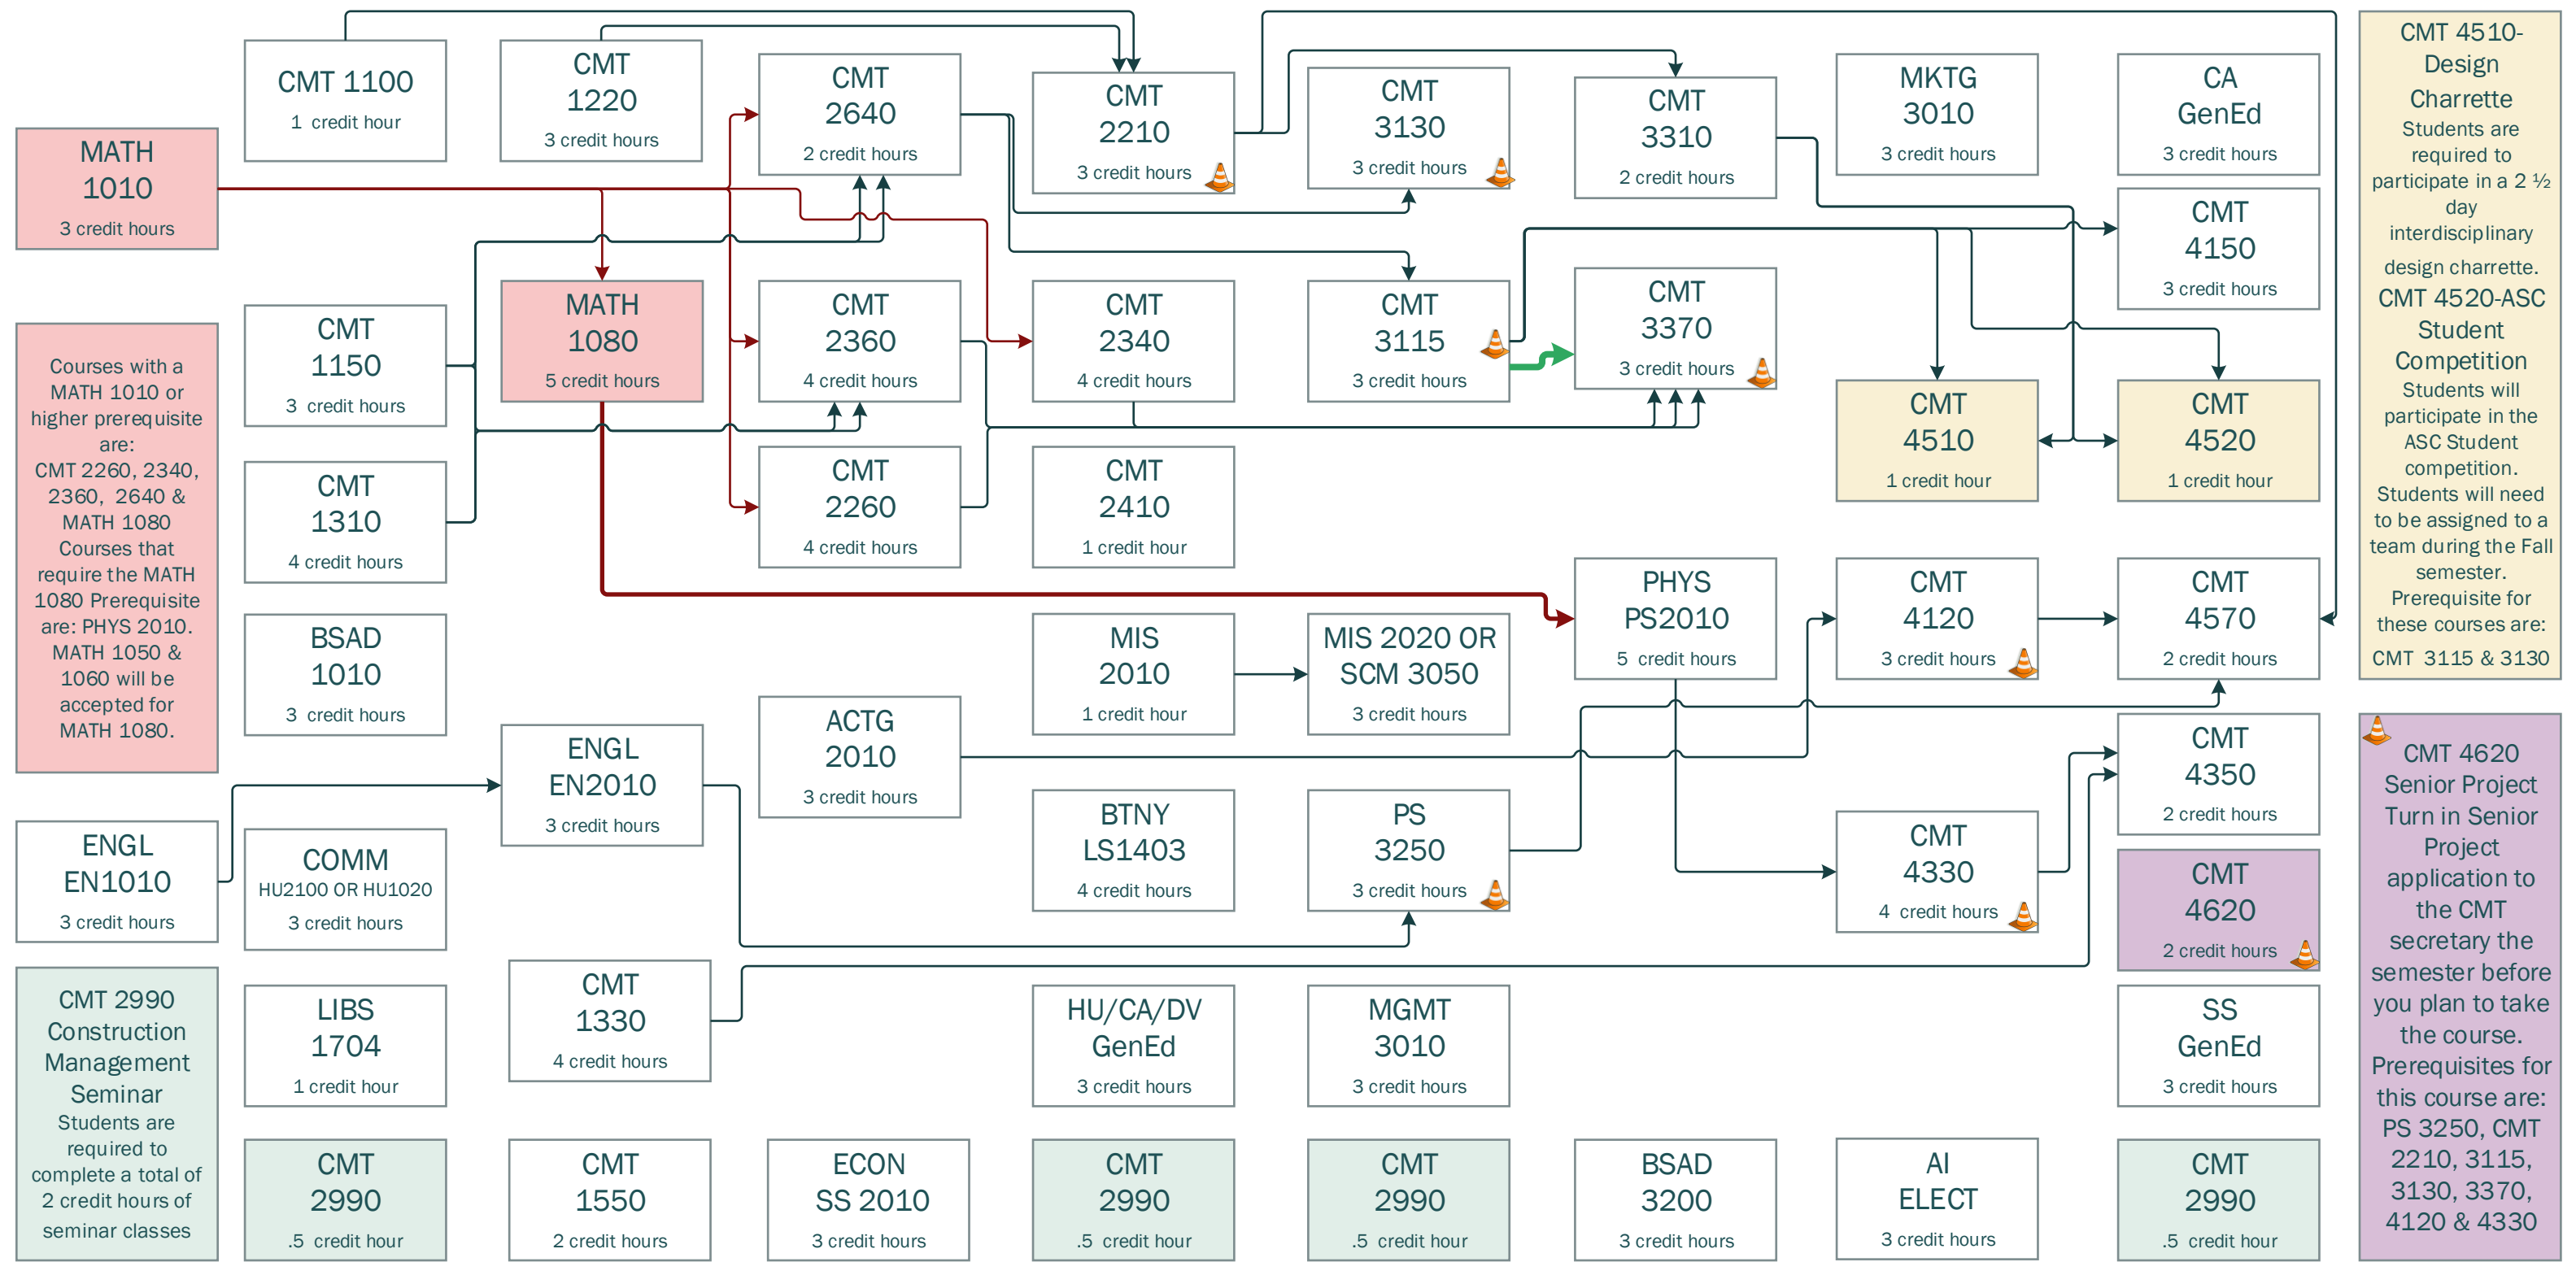 MATH
1010
3 credit hours
Courses with a
MATH 1010 or
higher prerequisite
are:
CMT 2260, 2340,
2360, 2640 &
MATH 1080
Courses that
require the MATH
1080 Prerequisite
are: PHYS 2010.
MATH 1050 &
1060 will be
accepted for
MATH 1080.
ENGL
EN1010
3 credit hours
CMT 2990
Construction
Management
Seminar
Students are
required to
complete a total of
2 credit hours of
seminar classes
CMT 1100
1 credit hour
CMT
1150
3 credit hours
CMT
1310
4 credit hours
BSAD
1010
3 credit hours
COMM
HU2100 OR HU1020
3 credit hours
LIBS
1704
1 credit hour
CMT
2990
.5 credit hour
CMT
1220
3 credit hours
MATH
1080
5 credit hours
ENGL
EN2010
3 credit hours
CMT
1330
4 credit hours
CMT
1550
2 credit hours
CMT
2640
2 credit hours
CMT
2360
4 credit hours
CMT
2260
4 credit hours
ACTG
2010
3 credit hours
ECON
SS 2010
3 credit hours
CMT
2210
3 credit hours
CMT
2340
4 credit hours
CMT
2410
1 credit hour
MIS
2010
1 credit hour
BTNY
LS1403
4 credit hours
HU/CA/DV
GenEd
3 credit hours
CMT
2990
.5 credit hour
CMT
3130
3 credit hours
CMT
3115
3 credit hours
MIS 2020 OR
SCM 3050
3 credit hours
PS
3250
3 credit hours
MGMT
3010
3 credit hours
CMT
2990
.5 credit hour
CMT
3310
2 credit hours
CMT
3370
3 credit hours
PHYS
PS2010
5 credit hours
BSAD
3200
3 credit hours
MKTG
3010
3 credit hours
CMT
4510
1 credit hour
CMT
4120
3 credit hours
CMT
4330
4 credit hours
AI
ELECT
3 credit hours
CA
GenEd
3 credit hours
CMT
4150
3 credit hours
CMT
4520
1 credit hour
CMT
4570
2 credit hours
CMT
4350
2 credit hours
CMT
4620
2 credit hours
SS
GenEd
3 credit hours
CMT
2990
.5 credit hour
CMT 4510-
Design
Charrette
Students are
required to
participate in a 2 ½
day
interdisciplinary
design charrette.
CMT 4520-ASC
Student
Competition
Students will
participate in the
ASC Student
competition.
Students will need
to be assigned to a
team during the Fall
semester.
Prerequisite for
these courses are:
CMT 3115 & 3130
CMT 4620
Senior Project
Turn in Senior
Project
application to
the CMT
secretary the
semester before
you plan to take
the course.
Prerequisites for
this course are:
PS 3250, CMT
2210, 3115,
3130, 3370,
4120 & 4330